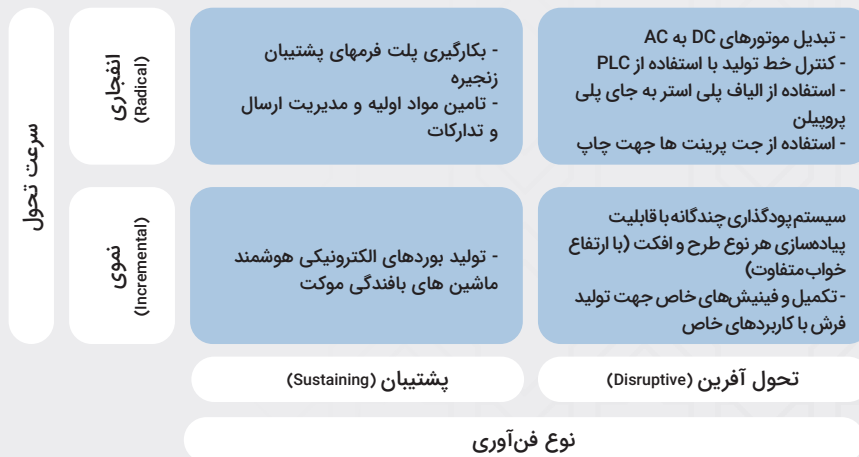 سرعت تحول
انفجاری
(Radical)
- تبدیل موتورهای DC به AC
- کنترل خط تولید با استفاده از PLC
- استفاده از الیاف پلی استر به جای پلی
پروپیلن
- استفاده از جت پرینت ها جهت چاپ
- بکارگیری پلت فرمهای پشتیبان
زنجیره
- تامین مواد اولیه و مدیریت ارسال
و تدارکات
نموی
(Incremental)
سیستم پودگذاری چندگانه با قابلیت
پیاده‌سازی هر نوع طرح و افکت (با ارتفاع
خواب متفاوت)
- تکمیل و فینیش‌های خاص جهت تولید
فرش با کاربردهای خاص
- تولید بوردهای الکترونیکی هوشمند
ماشین های بافندگی موکت
تحول آفرین (Disruptive)
پشتیبان (Sustaining)
نوع فن‌آوری